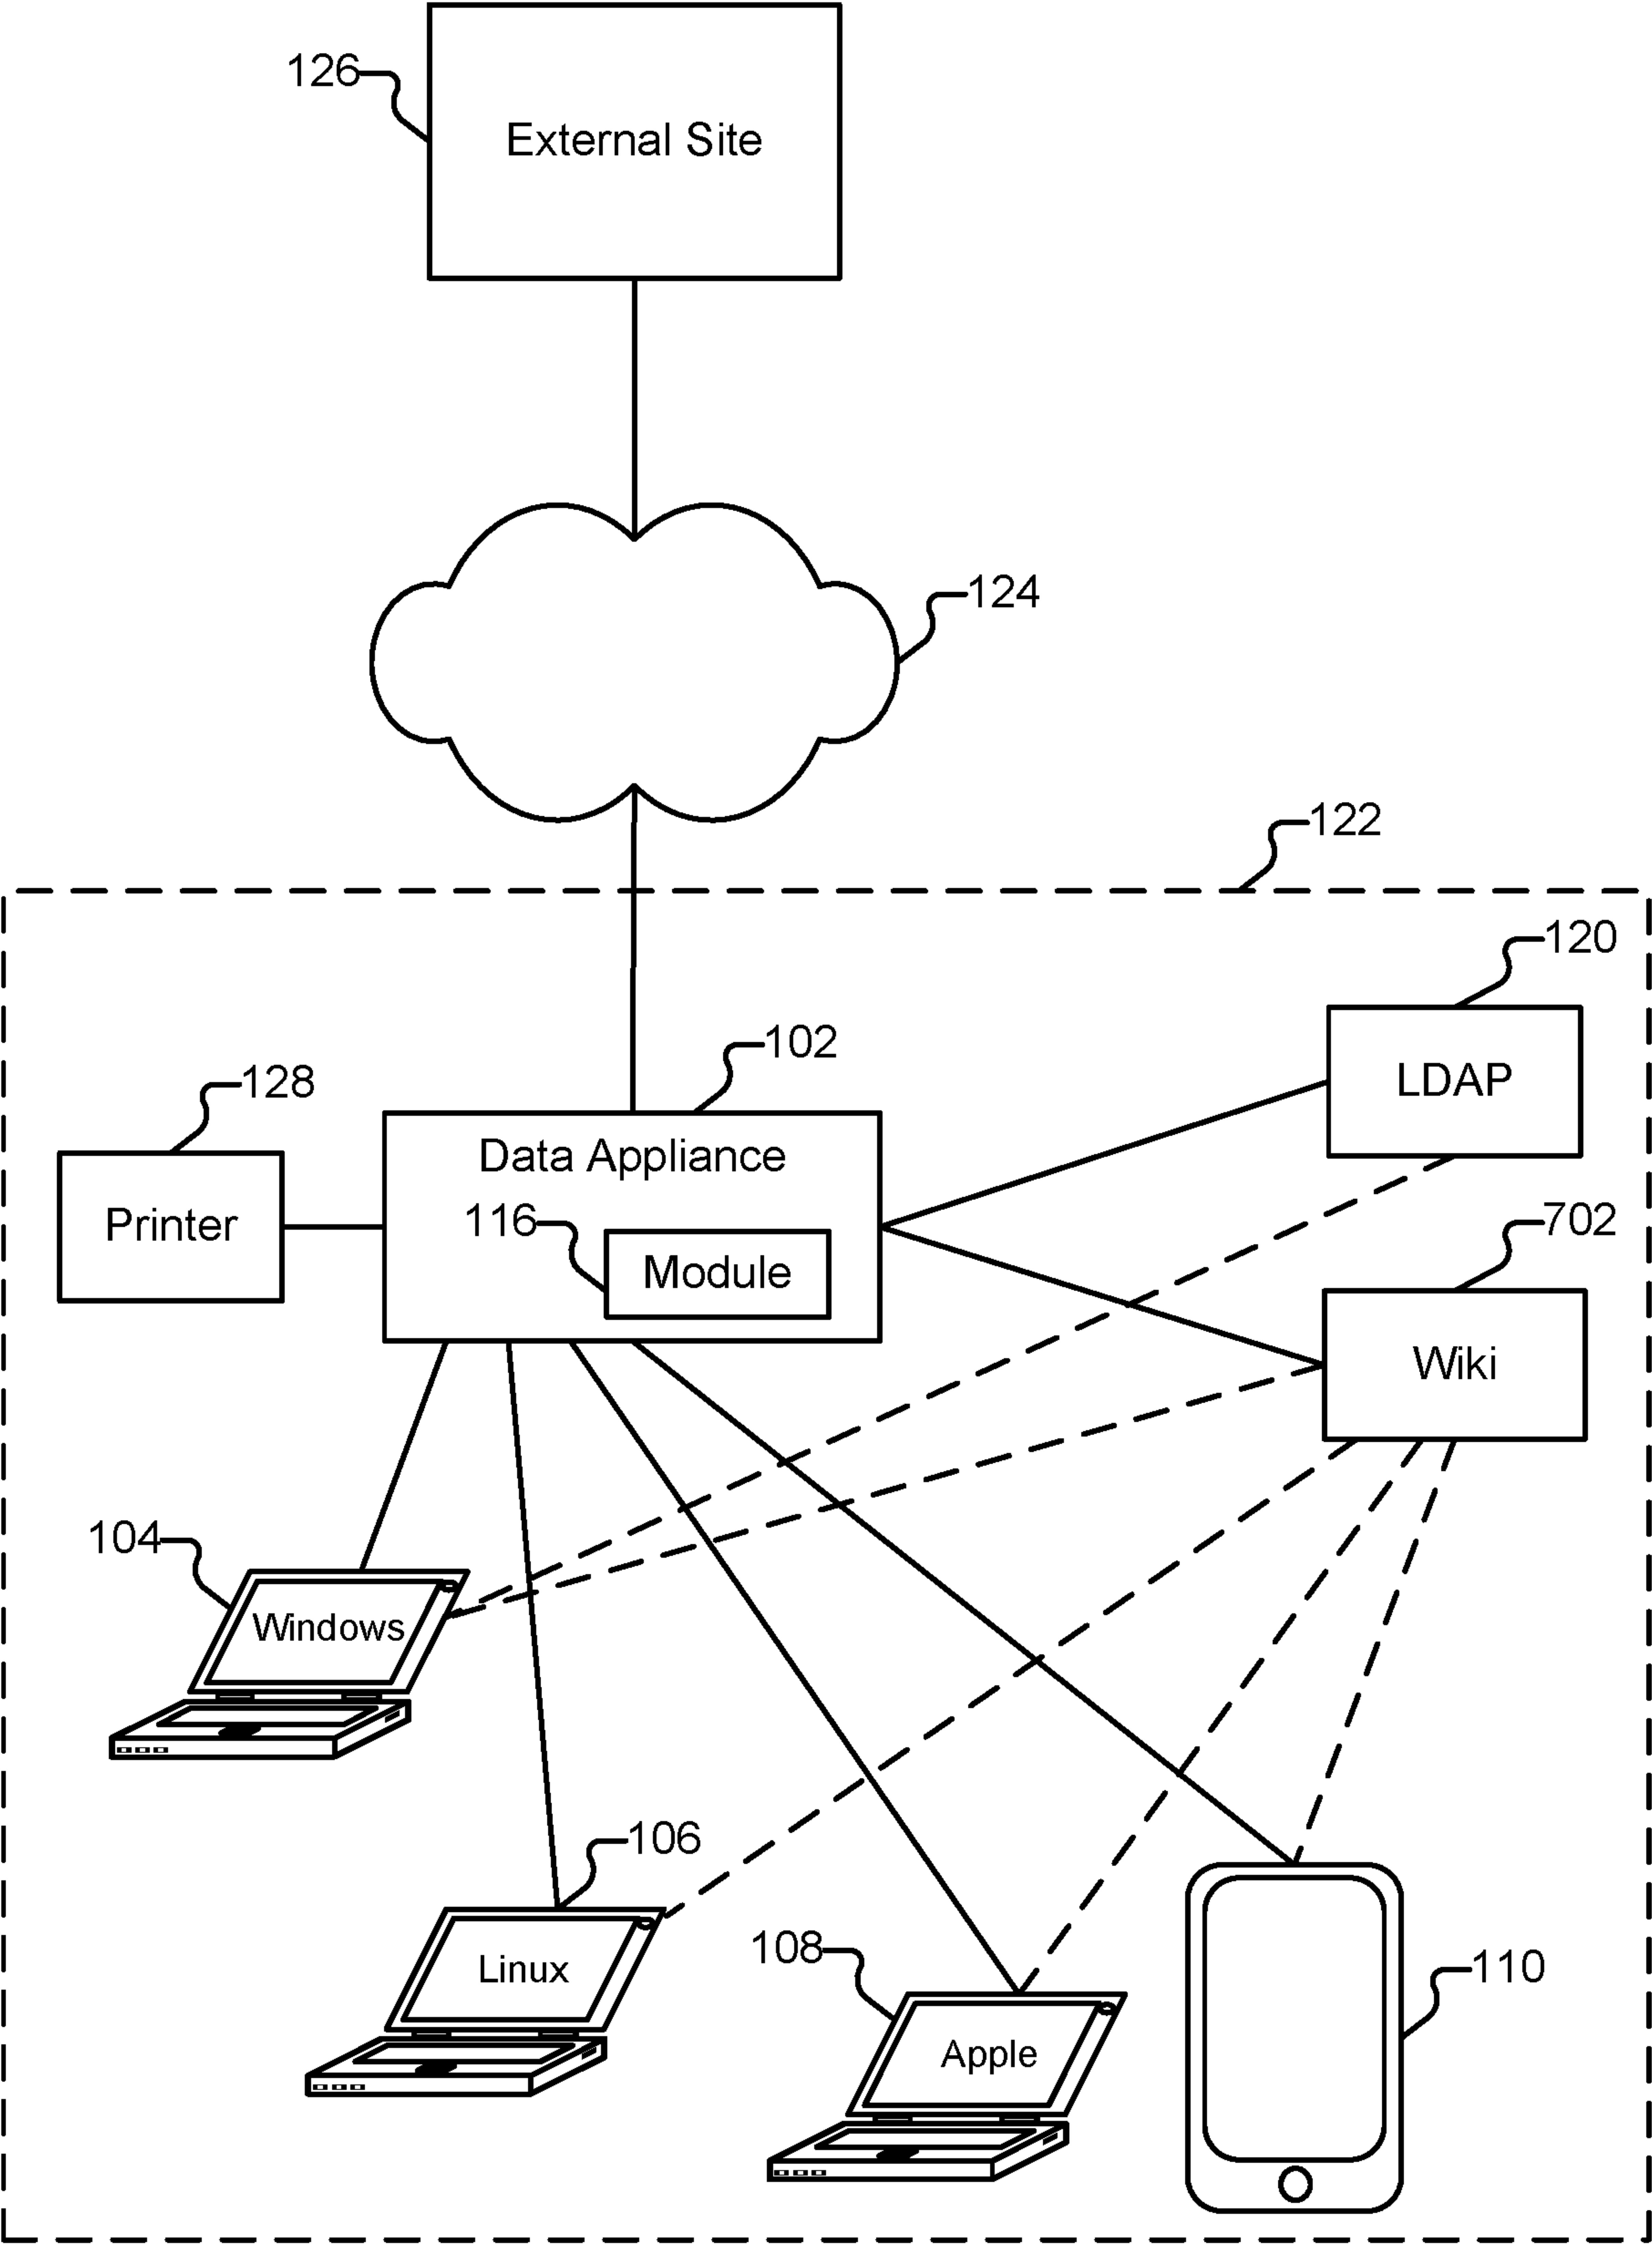 126
External Site
124
122
120
102
LDAP
128
Data Appliance
702
116
Printer
Module
Wiki
104
Windows
106
108
Linux
110
Apple